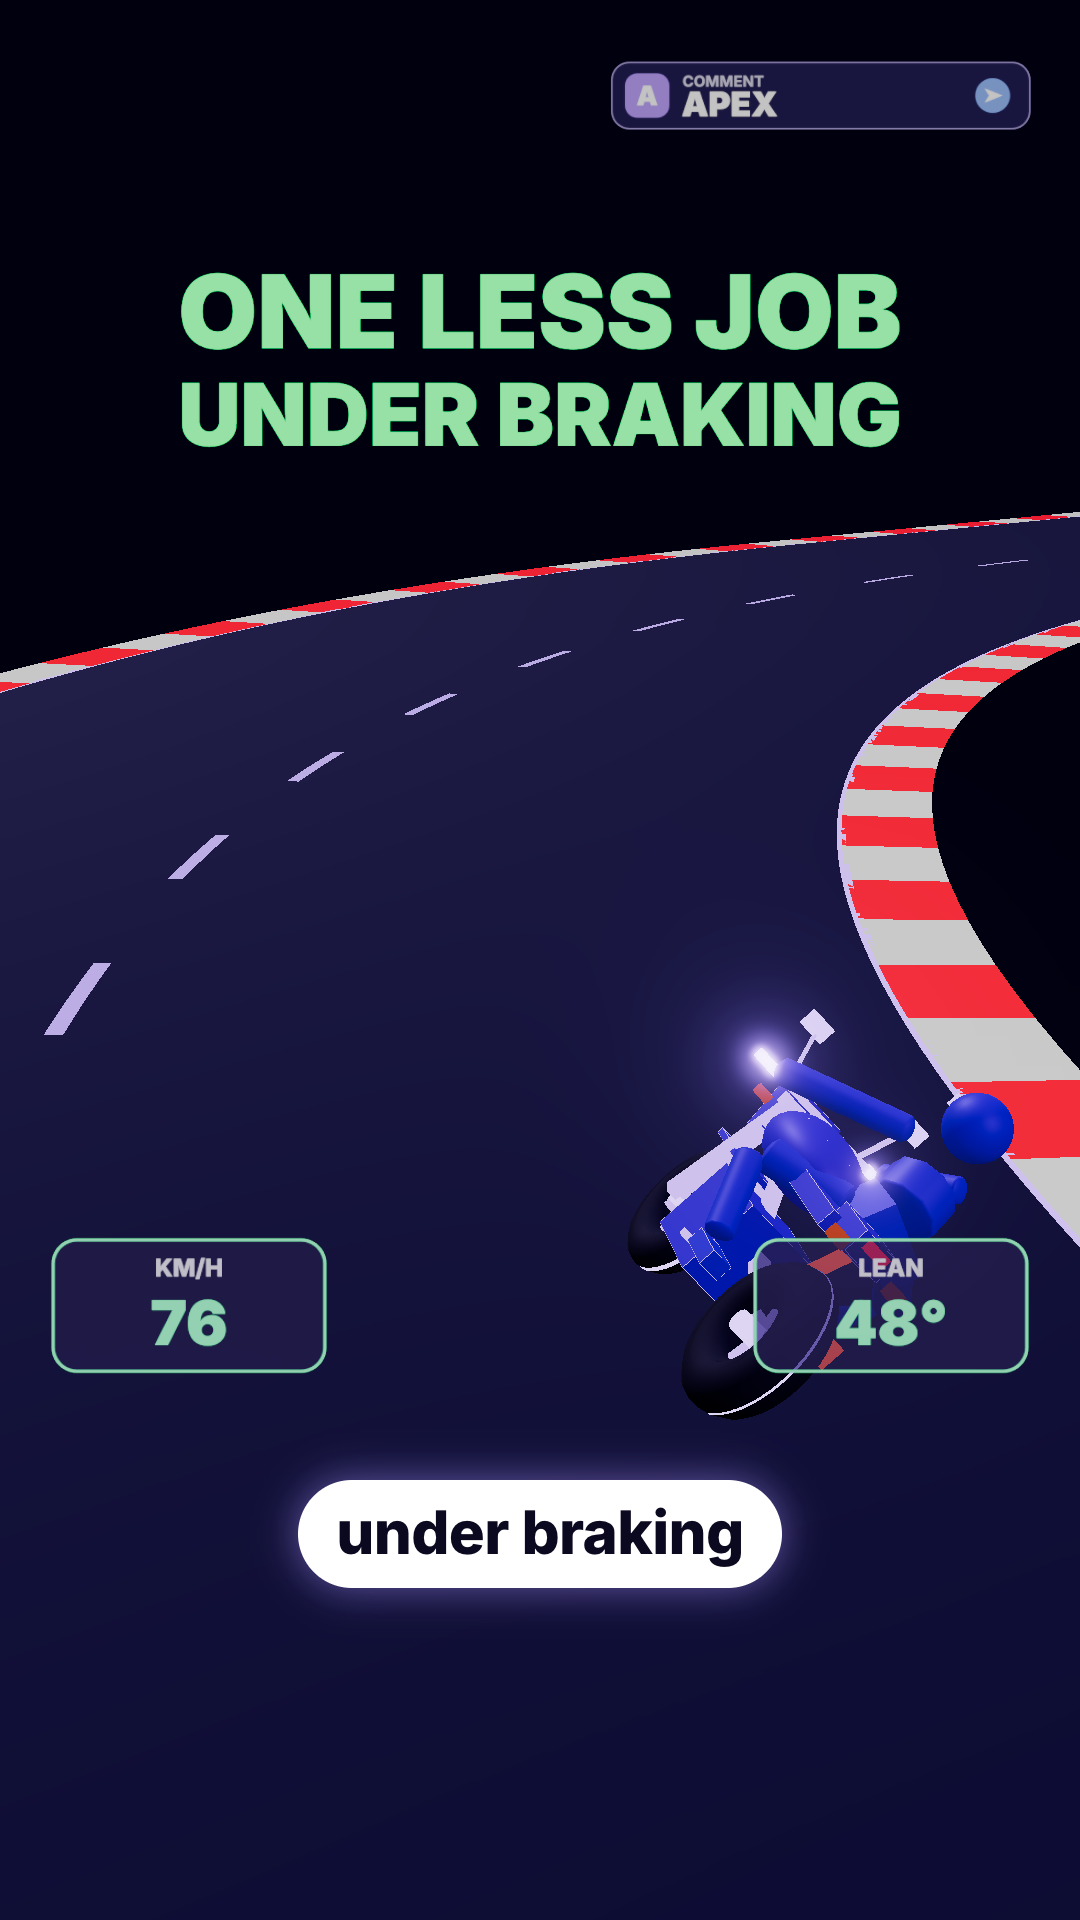 A
COMMENT
APEX
ONE LESS JOB
UNDER BRAKING
KM/H
76
LEAN
48°
under braking